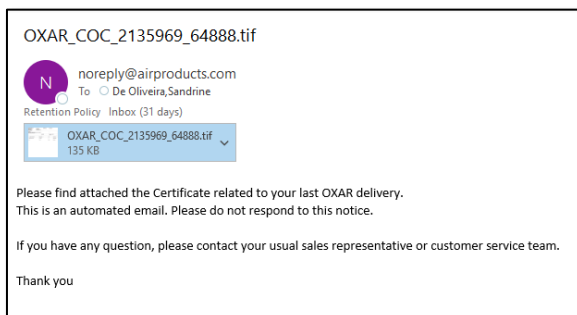 OXAR_COC_2135969_64888.tif
N
noreply@airproducts.com
To De Oliveira,Sandrine
Retention Policy Inbox (31 days)
OXAR_COC_2135969_64888.tif
135 KB
Please find attached the Certificate related to your last OXAR delivery.
This is an automated email. Please do not respond to this notice.
If you have any question, please contact your usual sales representative or customer service team.
Thank you